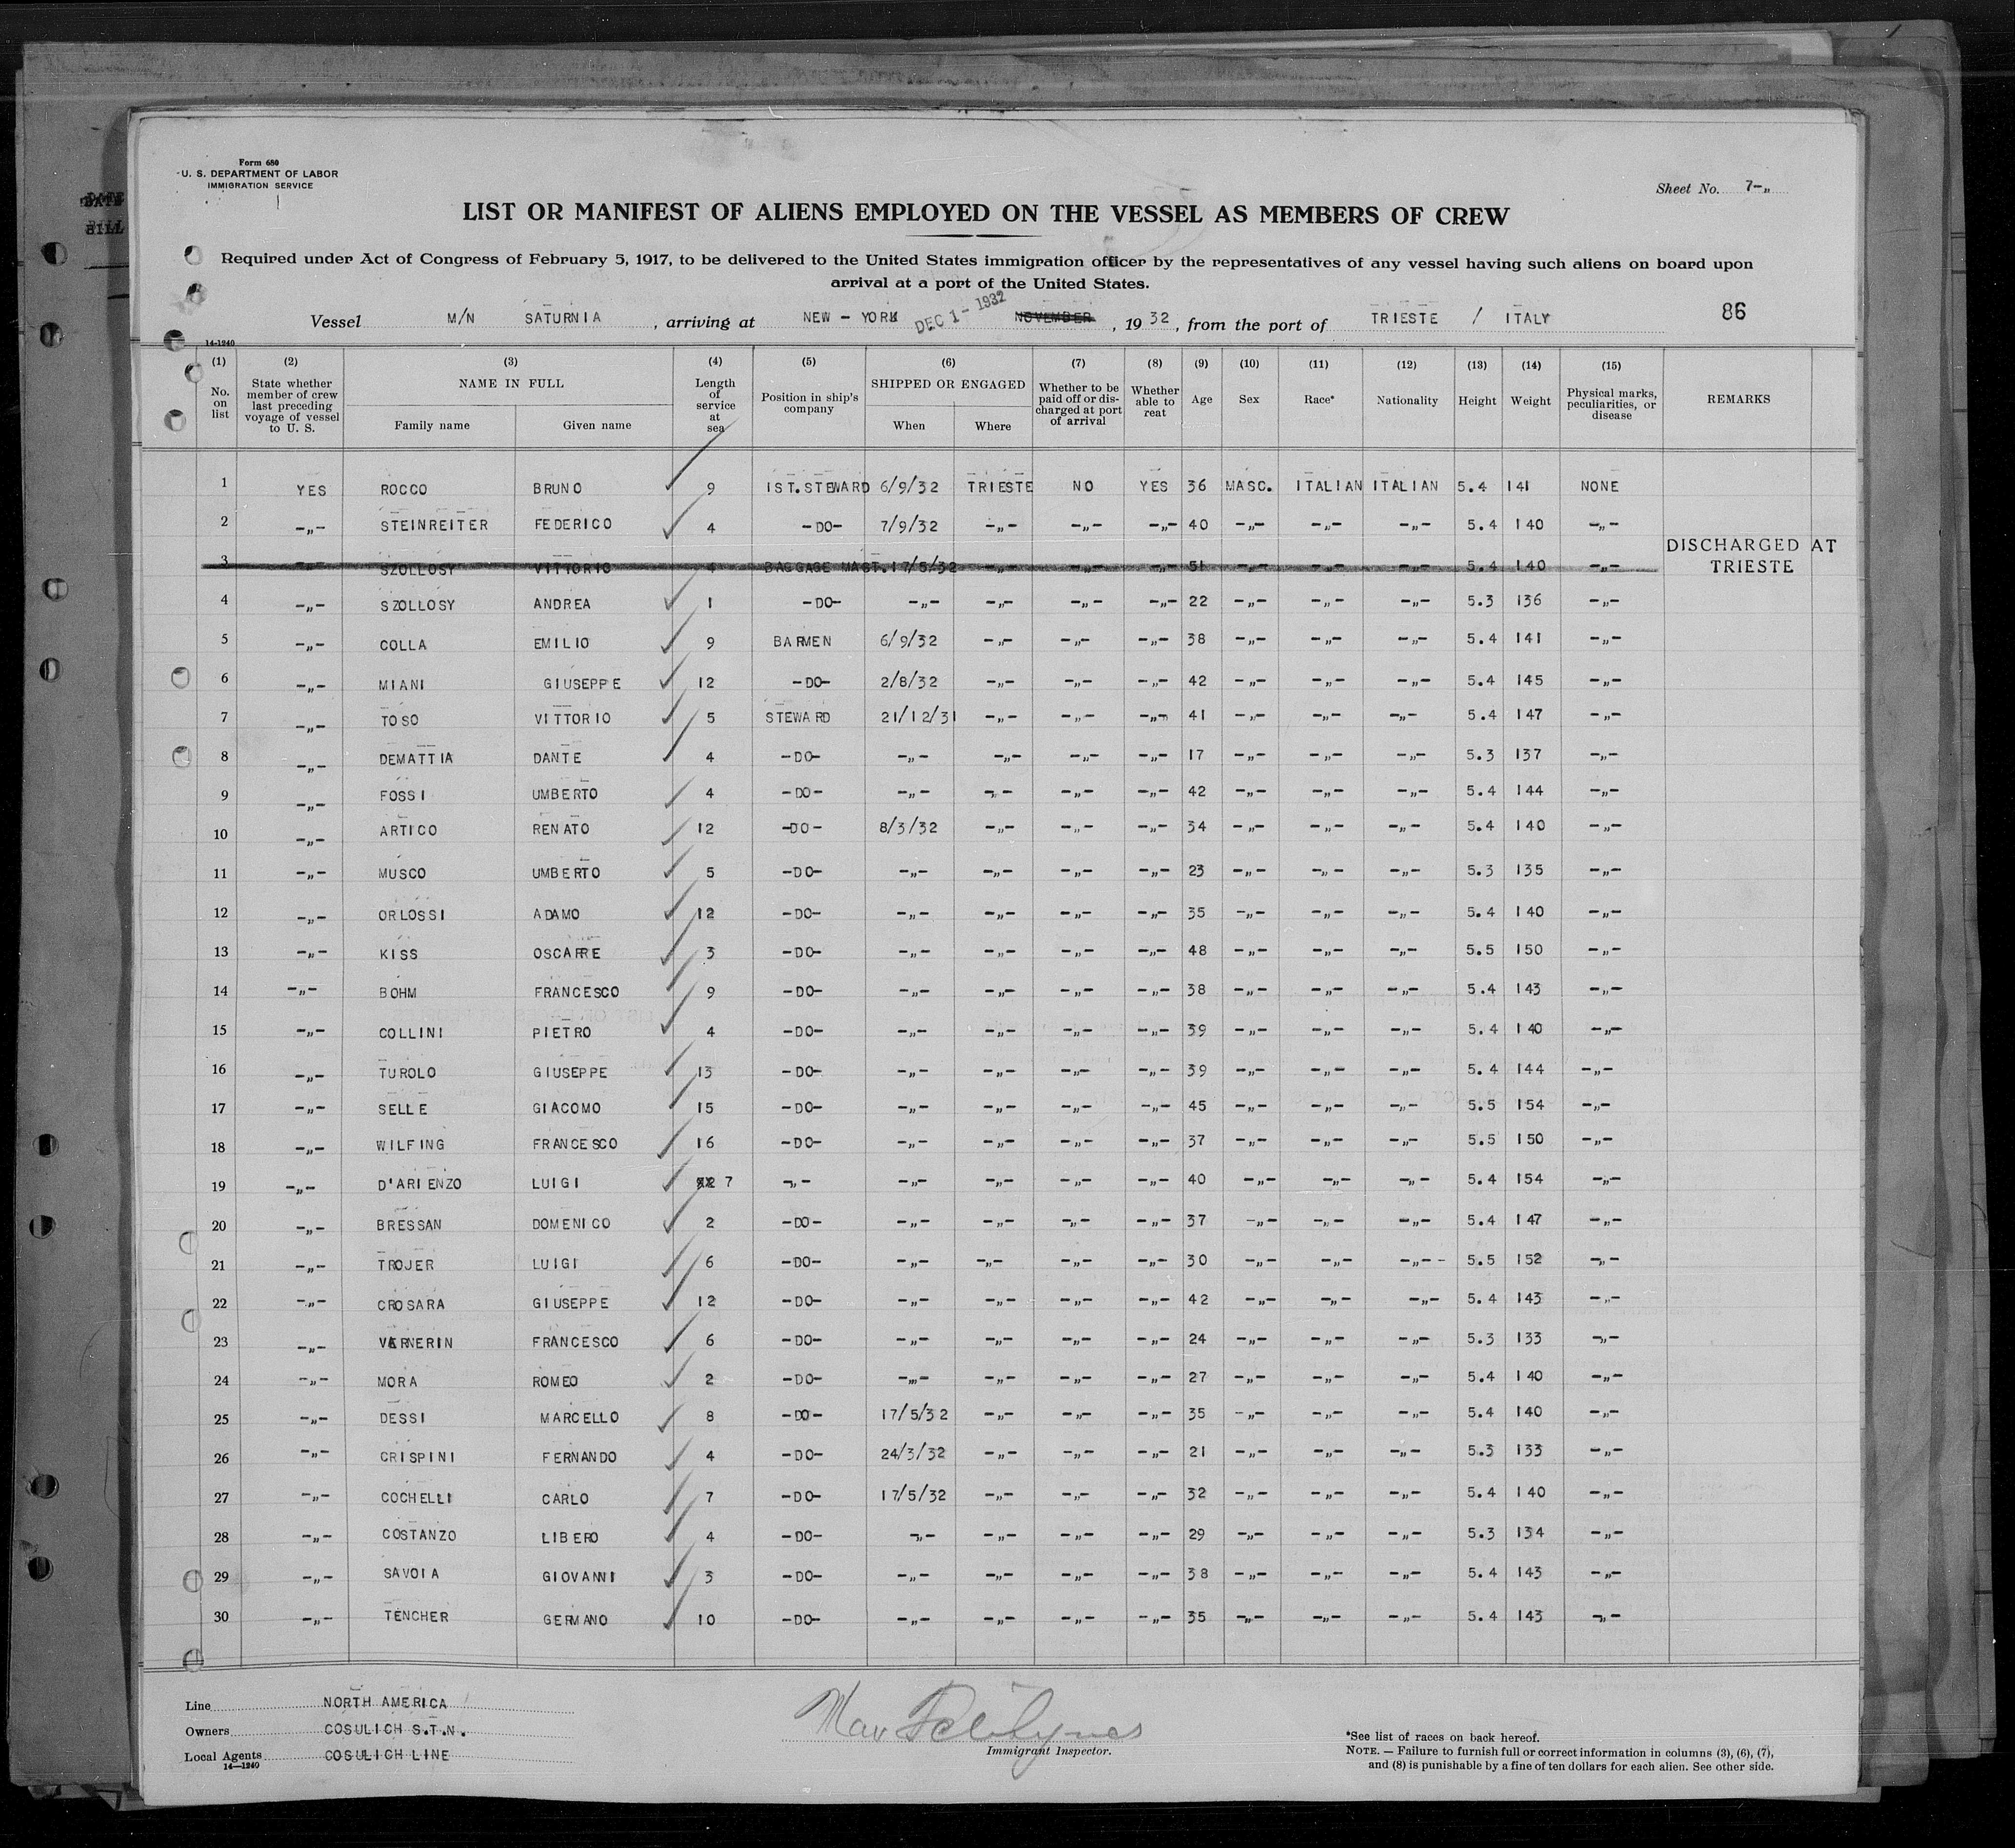 Form 680
U. S. DEPARTMENT OF LABOR
IMMIGRATION SERVICE
Sheet No. 7-„
LIST OR MANIFEST OF ALIENS EMPLOYED ON THE VESSEL AS MEMBERS OF CREW
Required under Act of Congress of February 5, 1917, to be delivered to the United States immigration officer by the representatives of any vessel having such aliens on board upon
arrival at a port of the United States.
Vessel M/N SATURNIA, arriving at NEW - YORK DEC 1 - 1932 NOVEMBER, 1932, from the port of TRIESTE / ITALY 86
14-1240
(1) (2) (3) (4) (5) (6) (7) (8) (9) (10) (11) (12) (13) (14) (15)
No. on list | State whether member of crew last preceding voyage of vessel to U. S. | NAME IN FULL Family name Given name | Length of service at sea | Position in ship's company | SHIPPED OR ENGAGED When Where | Whether to be paid off or discharged at port of arrival | Whether able to reat | Age | Sex | Race* | Nationality | Height | Weight | Physical marks, peculiarities, or disease | REMARKS
1 YES ROCCO BRUNO 9 1ST.STEWARD 6/9/32 TRIESTE NO YES 36 MASC. ITALIAN ITALIAN 5.4 141 NONE
2 -„- STEINREITER FEDERICO 4 -DO- 7/9/32 -„- -„- -„- 40 -„- -„- -„- 5.4 140 -„-
3 -„- SZOLLOSY VITTORIO 4 BAGGAGE MAST. 17/5/32 -„- -„- -„- 51 -„- -„- -„- 5.4 140 -„- DISCHARGED AT TRIESTE
4 -„- SZOLLOSY ANDREA 1 -DO- -„- -„- -„- -„- 22 -„- -„- -„- 5.3 136 -„-
5 -„- COLLA EMILIO 9 BARMEN 6/9/32 -„- -„- -„- 38 -„- -„- -„- 5.4 141 -„-
6 -„- MIANI GIUSEPPE 12 -DO- 2/8/32 -„- -„- -„- 42 -„- -„- -„- 5.4 145 -„-
7 -„- TOSO VITTORIO 5 STEWARD 21/12/31 -„- -„- -„- 41 -„- -„- -„- 5.4 147 -„-
8 -„- DEMATTIA DANTE 4 -DO- -„- -„- -„- -„- 17 -„- -„- -„- 5.3 137 -„-
9 -„- FOSSI UMBERTO 4 -DO- -„- -„- -„- -„- 42 -„- -„- -„- 5.4 144 -„-
10 -„- ARTICO RENATO 12 -DO- 8/3/32 -„- -„- -„- 34 -„- -„- -„- 5.4 140 -„-
11 -„- MUSCO UMBERTO 5 -DO- -„- -„- -„- -„- 23 -„- -„- -„- 5.3 135 -„-
12 -„- ORLOSSI ADAMO 12 -DO- -„- -„- -„- -„- 35 -„- -„- -„- 5.4 140 -„-
13 -„- KISS OSCARRE 3 -DO- -„- -„- -„- -„- 48 -„- -„- -„- 5.5 150 -„-
14 -„- BOHM FRANCESCO 9 -DO- -„- -„- -„- -„- 38 -„- -„- -„- 5.4 143 -„-
15 -„- COLLINI PIETRO 4 -DO- -„- -„- -„- -„- 39 -„- -„- -„- 5.4 140 -„-
16 -„- TUROLO GIUSEPPE 13 -DO- -„- -„- -„- -„- 39 -„- -„- -„- 5.4 144 -„-
17 -„- SELLE GIACOMO 15 -DO- -„- -„- -„- -„- 45 -„- -„- -„- 5.5 154 -„-
18 -„- WILFING FRANCESCO 16 -DO- -„- -„- -„- -„- 37 -„- -„- -„- 5.5 150 -„-
19 -„- D'ARIENZO LUIGI 7 -„- -„- -„- -„- -„- 40 -„- -„- -„- 5.4 154 -„-
20 -„- BRESSAN DOMENICO 2 -DO- -„- -„- -„- -„- 37 -„- -„- -„- 5.4 147 -„-
21 -„- TROJER LUIGI 6 -DO- -„- -„- -„- -„- 30 -„- -„- -„- 5.5 152 -„-
22 -„- CROSARA GIUSEPPE 12 -DO- -„- -„- -„- -„- 42 -„- -„- -„- 5.4 143 -„-
23 -„- VARNERIN FRANCESCO 6 -DO- -„- -„- -„- -„- 24 -„- -„- -„- 5.3 133 -„-
24 -„- MORA ROMEO 2 -DO- -„- -„- -„- -„- 27 -„- -„- -„- 5.4 140 -„-
25 -„- DESSI MARCELLO 8 -DO- 17/5/32 -„- -„- -„- 35 -„- -„- -„- 5.4 140 -„-
26 -„- CRISPINI FERNANDO 4 -DO- 24/3/32 -„- -„- -„- 21 -„- -„- -„- 5.3 133 -„-
27 -„- COCHELLI CARLO 7 -DO- 17/5/32 -„- -„- -„- 32 -„- -„- -„- 5.4 140 -„-
28 -„- COSTANZO LIBERO 4 -DO- -„- -„- -„- -„- 29 -„- -„- -„- 5.3 134 -„-
29 -„- SAVOIA GIOVANNI 3 -DO- -„- -„- -„- -„- 38 -„- -„- -„- 5.4 143 -„-
30 -„- TENCHER GERMANO 10 -DO- -„- -„- -„- -„- 35 -„- -„- -„- 5.4 143 -„-
Line NORTH AMERICA
Owners COSULICH S.T.N.
Local Agents COSULICH LINE
14-1240
Immigrant Inspector.
*See list of races on back hereof.
NOTE. — Failure to furnish full or correct information in columns (3), (6), (7),
and (8) is punishable by a fine of ten dollars for each alien. See other side.